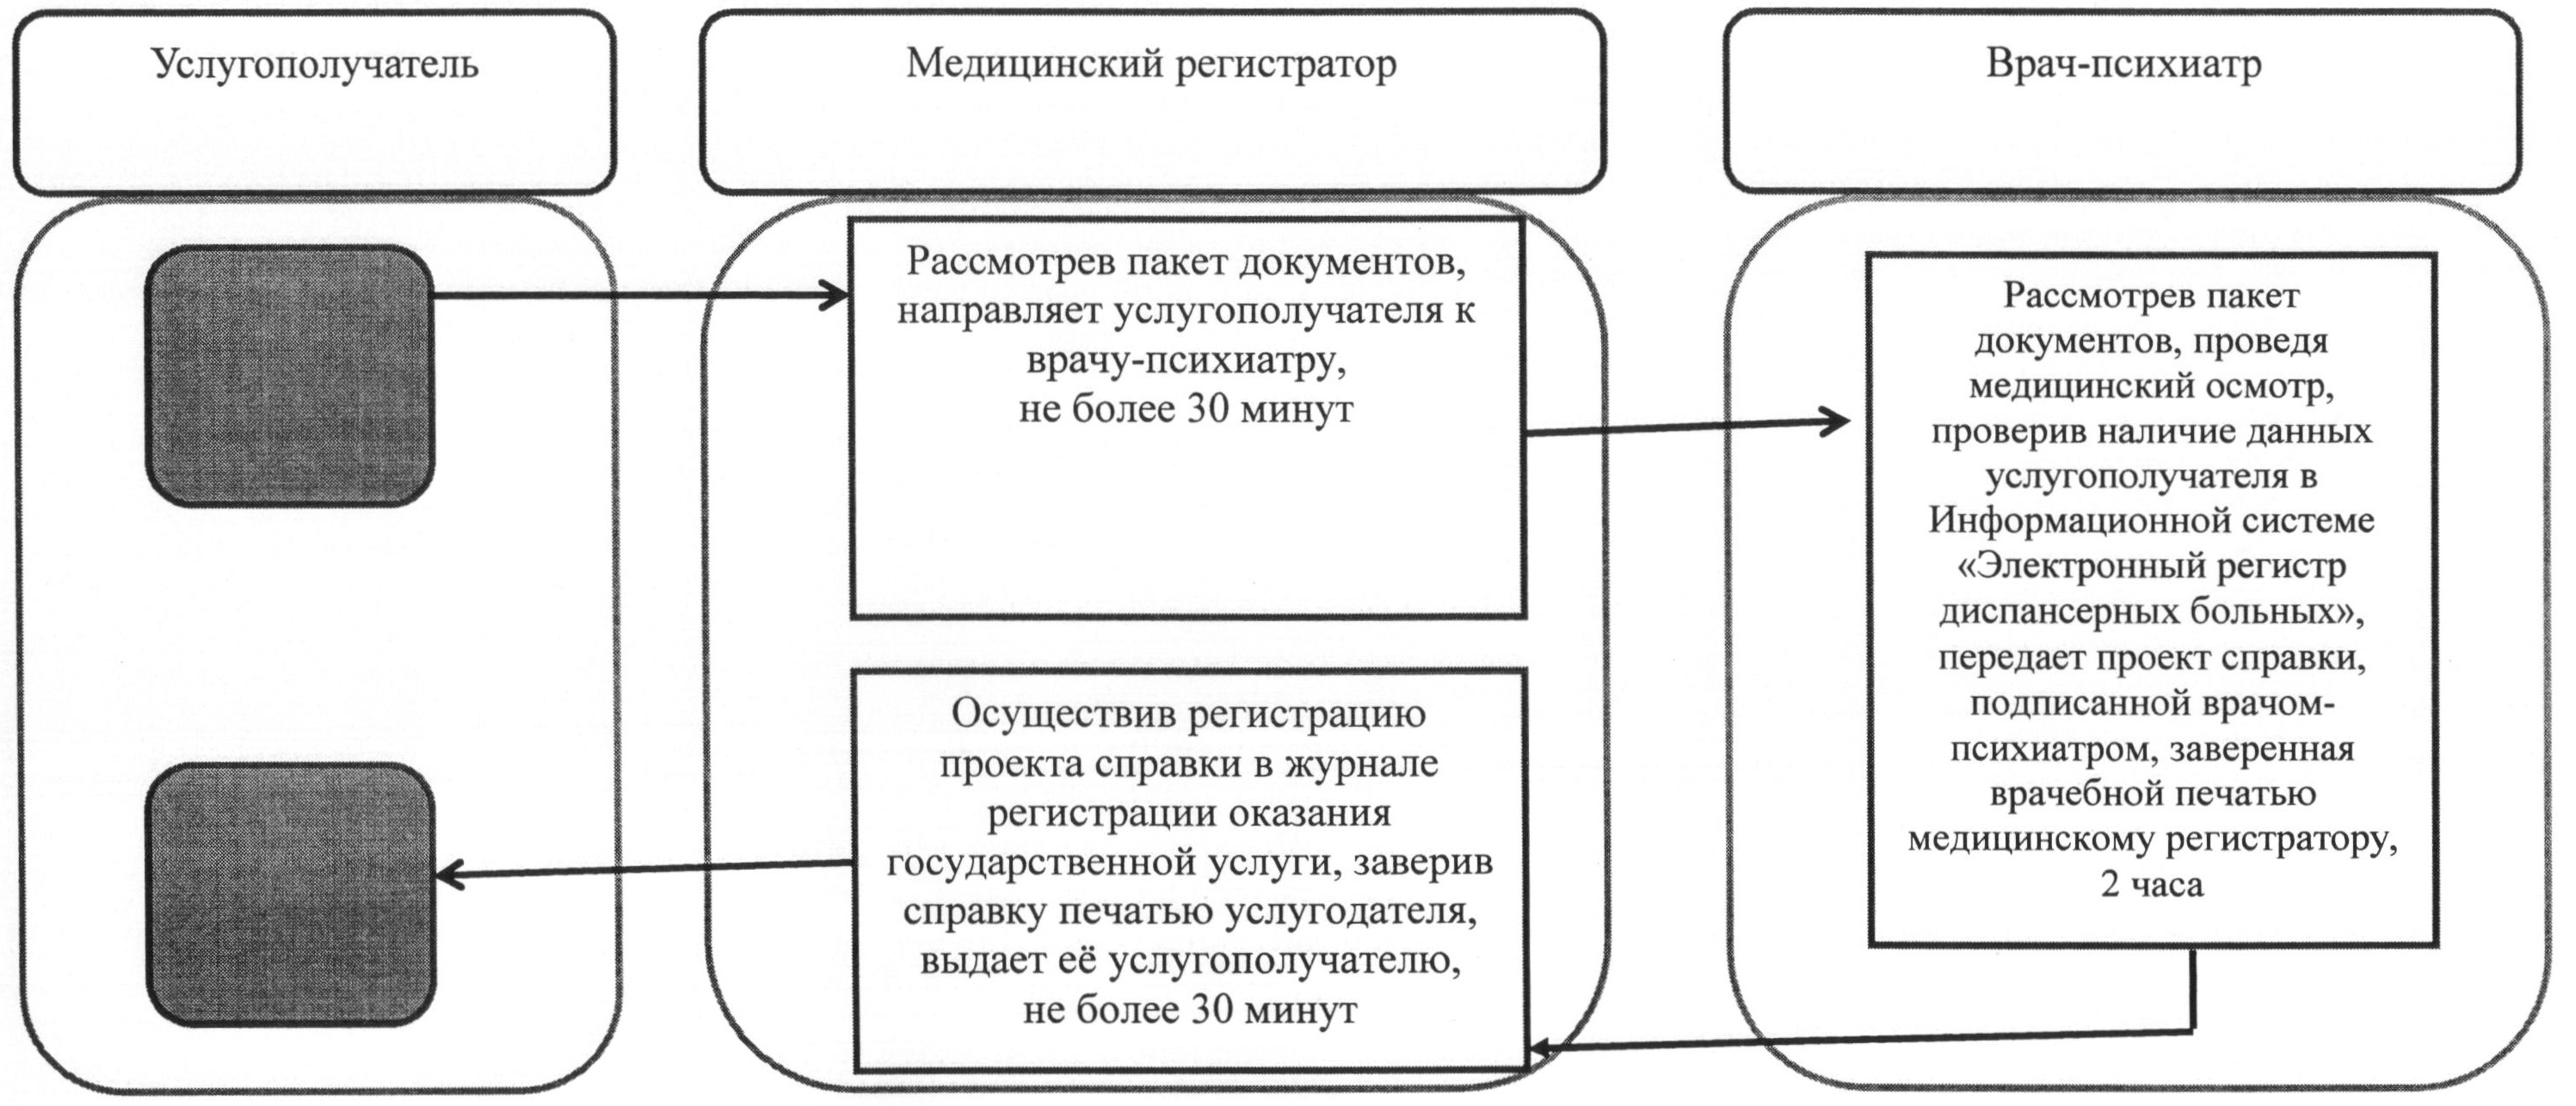 Услугополучатель
Медицинский регистратор
Врач-психиатр
Рассмотрев пакет документов,
направляет услугополучателя к
врачу-психиатру,
не более 30 минут
Рассмотрев пакет
документов, проведя
медицинский осмотр,
проверив наличие данных
услугополучателя в
Информационной системе
«Электронный регистр
диспансерных больных»,
передает проект справки,
подписанной врачом-
психиатром, заверенная
врачебной печатью
медицинскому регистратору,
2 часа
Осуществив регистрацию
проекта справки в журнале
регистрации оказания
государственной услуги, заверив
справку печатью услугодателя,
выдает её услугополучателю,
не более 30 минут